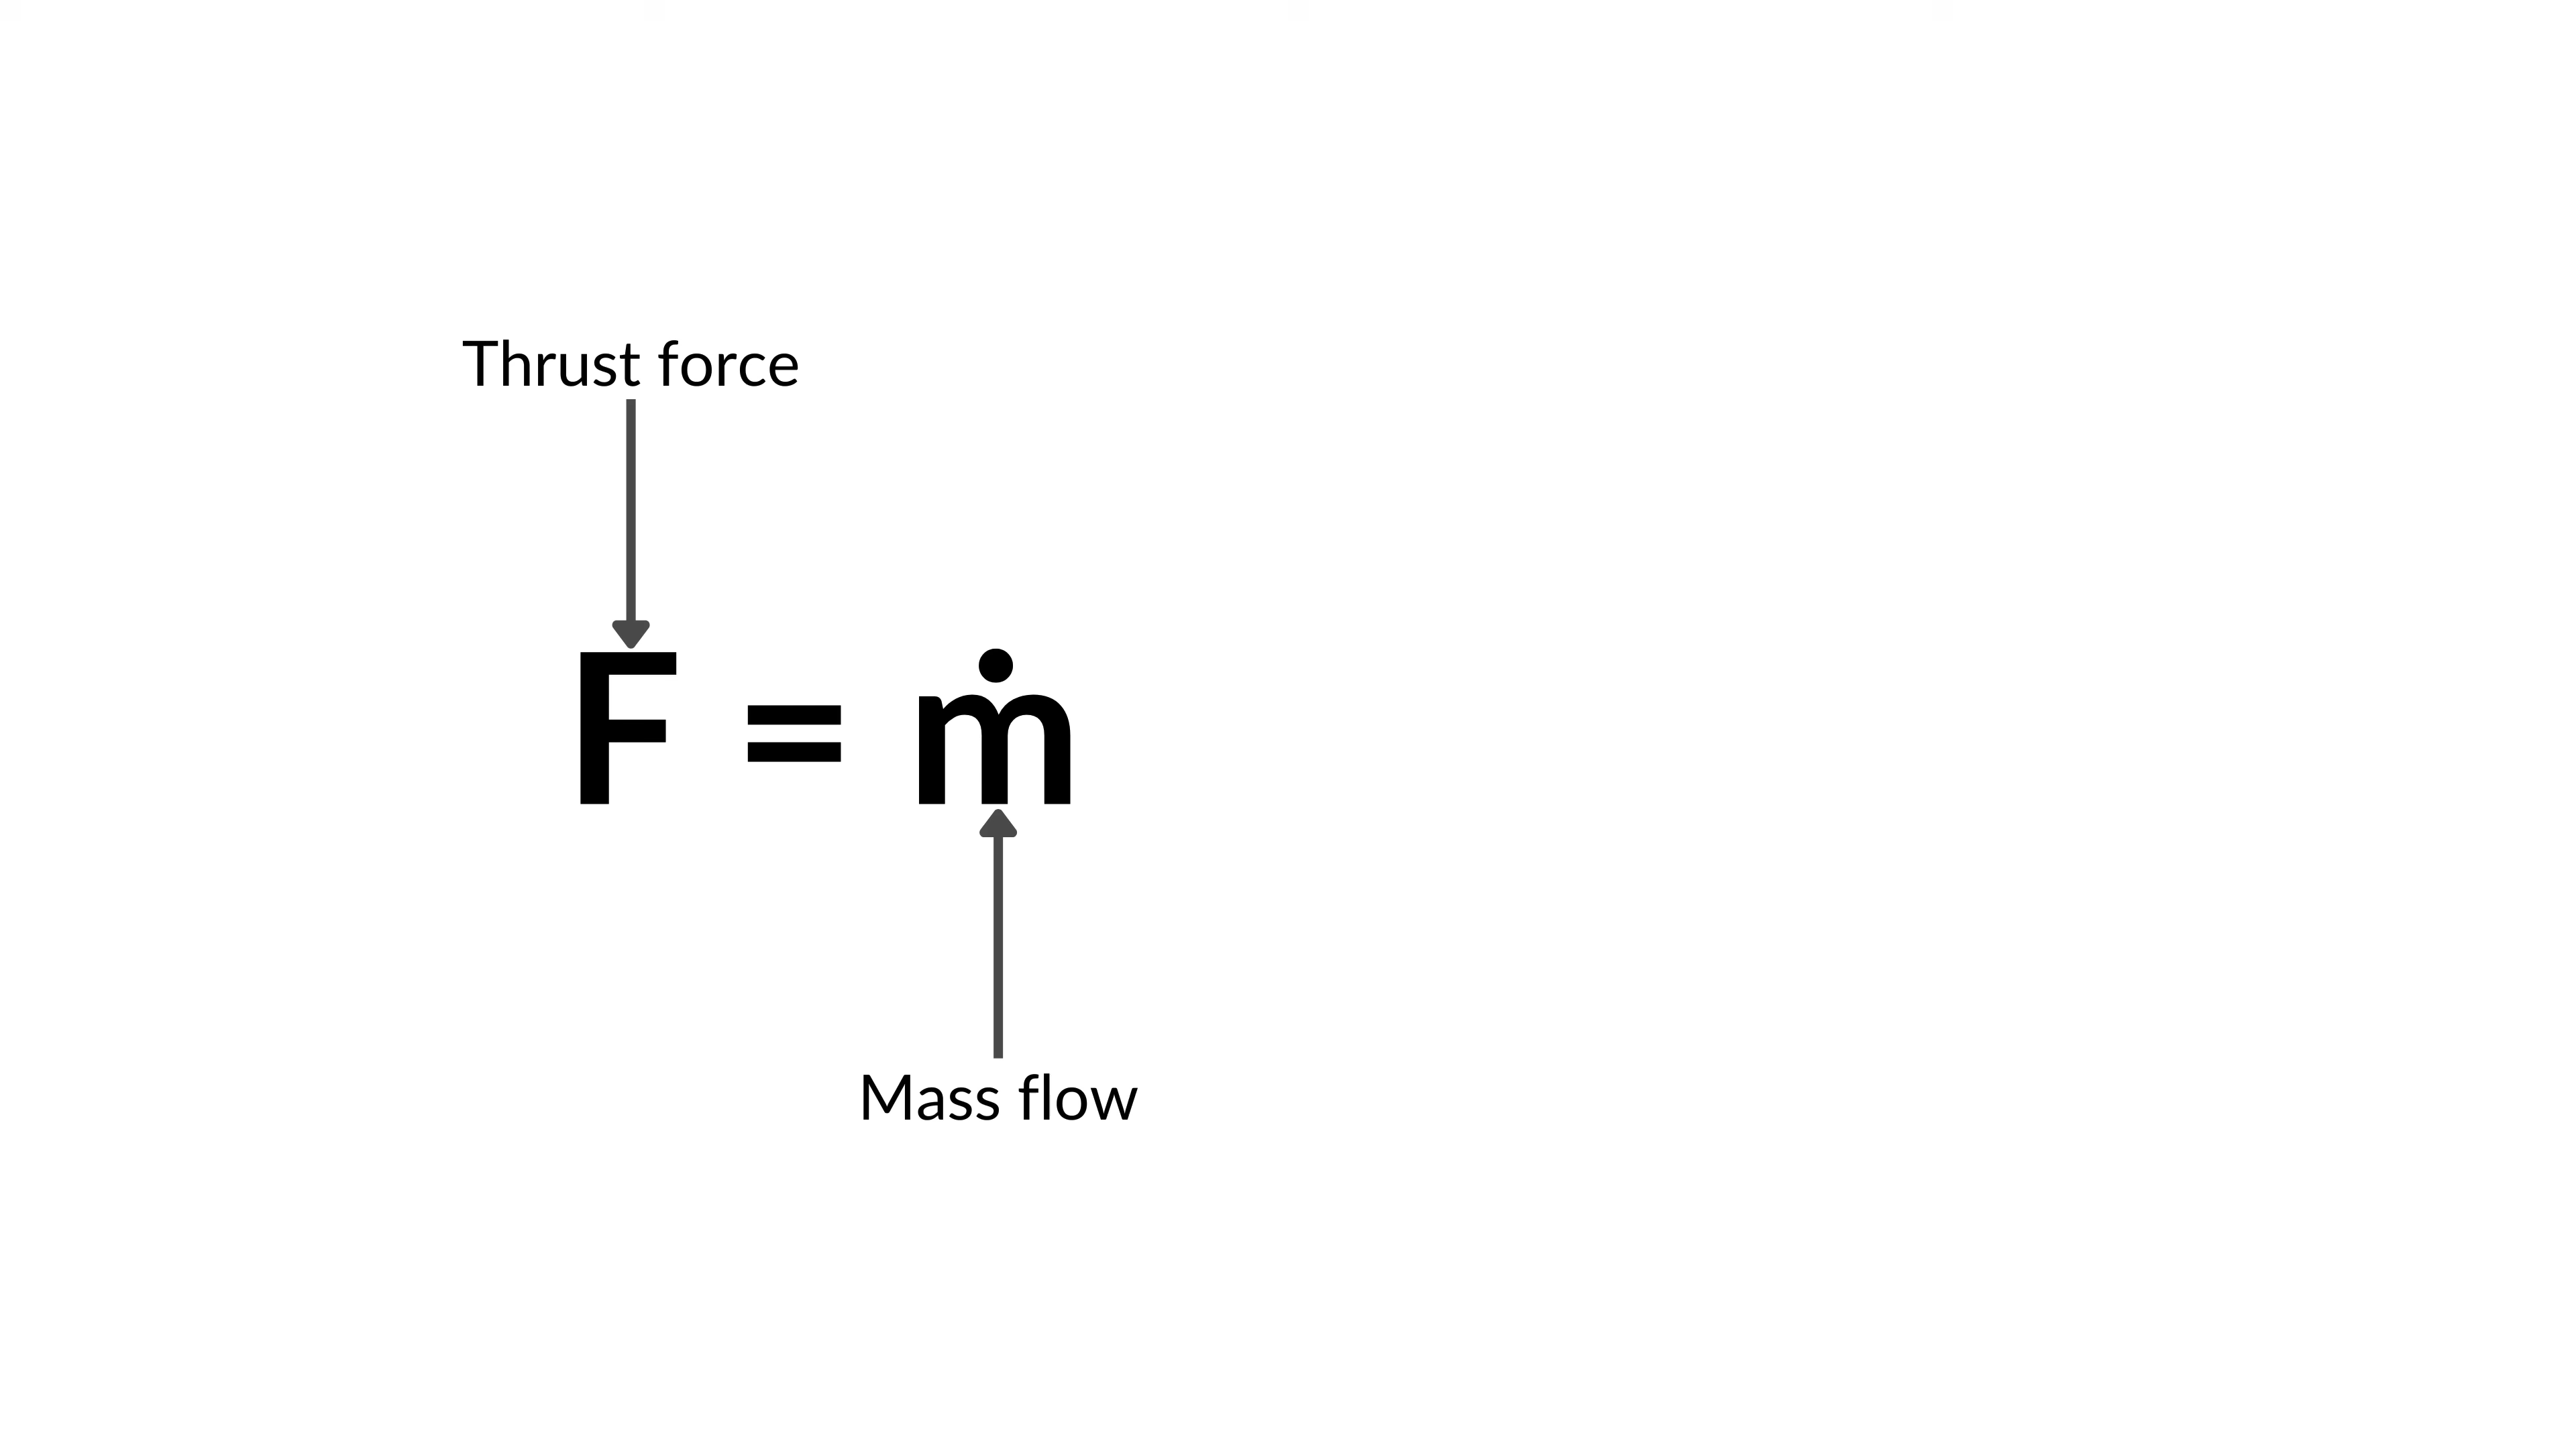 Thrust force
F = ṁ
Mass flow